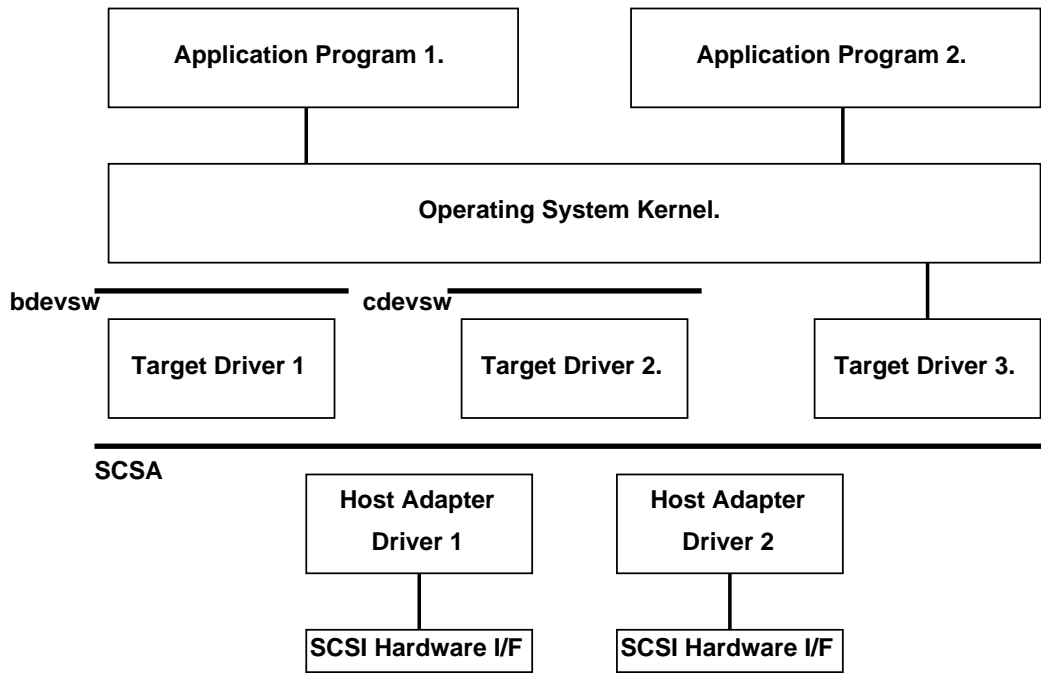 Application Program 1.
Application Program 2.
Operating System Kernel.
bdevsw
cdevsw
Target Driver 1
Target Driver 2.
Target Driver 3.
SCSA
Host Adapter
Driver 1
Host Adapter
Driver 2
SCSI Hardware I/F
SCSI Hardware I/F